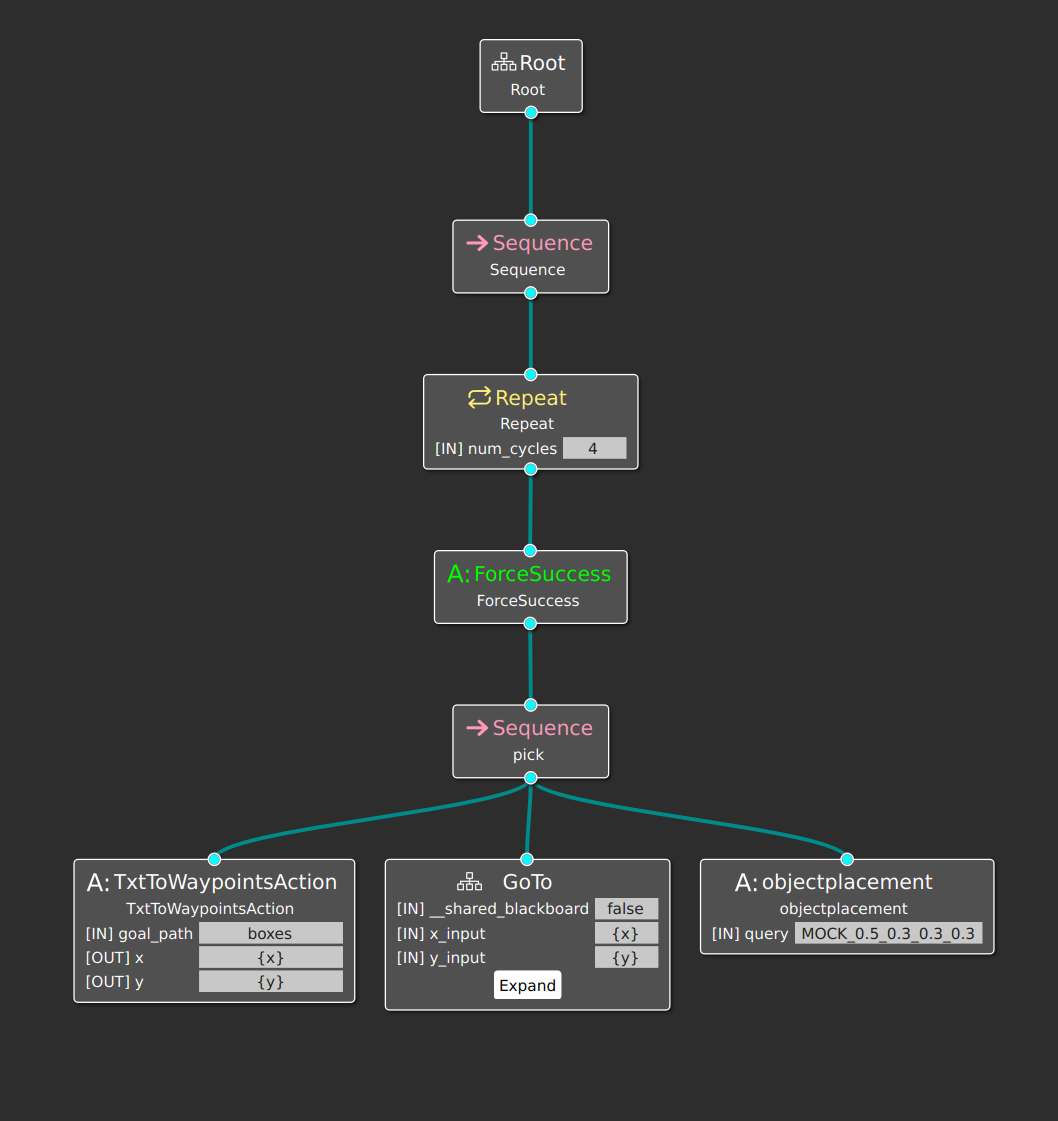 Root
Root
Sequence
Sequence
Repeat
Repeat
[IN] num_cycles 4
A: ForceSuccess
ForceSuccess
Sequence
pick
A: TxtToWaypointsAction
TxtToWaypointsAction
[IN] goal_path boxes
[OUT] x {x}
[OUT] y {y}
GoTo
[IN] __shared_blackboard false
[IN] x_input {x}
[IN] y_input {y}
Expand
A: objectplacement
objectplacement
[IN] query MOCK_0.5_0.3_0.3_0.3